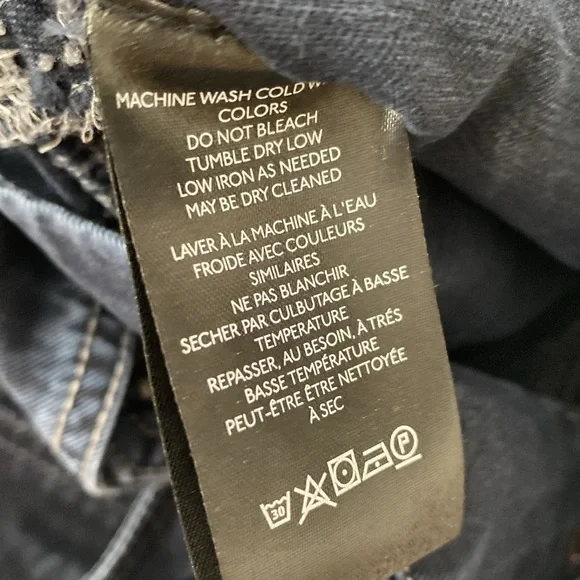 MACHINE WASH COLD
COLORS
DO NOT BLEACH
TUMBLE DRY LOW
LOW IRON AS NEEDED
MAY BE DRY CLEANED
LAVER À LA MACHINE À L'EAU
FROIDE AVEC COULEURS
SIMILAIRES
NE PAS BLANCHIR
SECHER PAR CULBUTAGE À BASSE
TEMPERATURE
REPASSER, AU BESOIN, À TRÉS
BASSE TEMPÉRATURE
PEUT-ÊTRE ÊTRE NETTOYÉE
À SEC
30 P